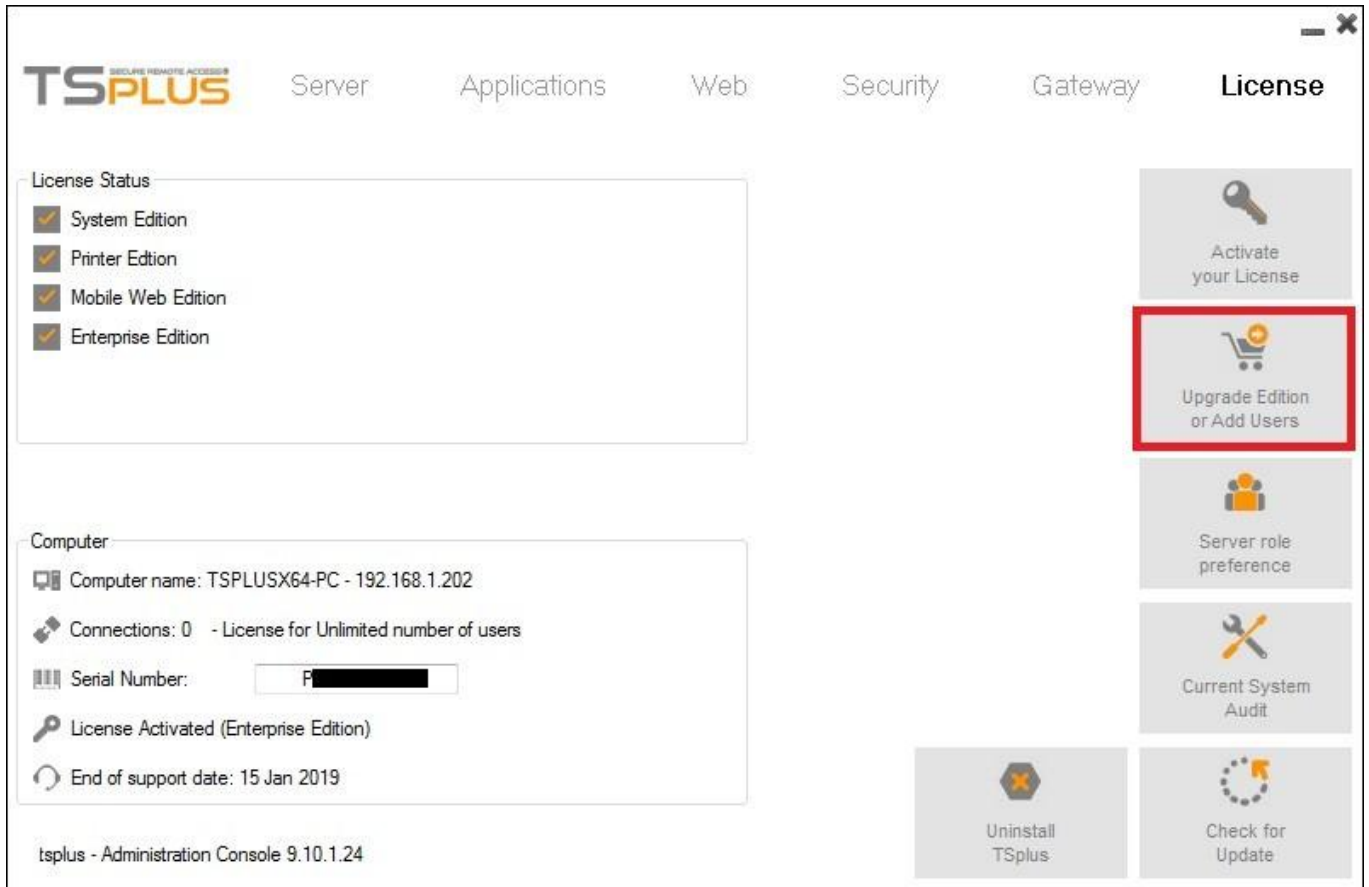 TSPLUS SECURE REMOTE ACCESS®
Server Applications Web Security Gateway License
License Status
System Edition
Printer Edtion
Mobile Web Edition
Enterprise Edition
Activate
your License
Upgrade Edition
or Add Users
Server role
preference
Current System
Audit
Computer
Computer name: TSPLUSX64-PC - 192.168.1.202
Connections: 0 - License for Unlimited number of users
Serial Number: P
License Activated (Enterprise Edition)
End of support date: 15 Jan 2019
Uninstall
TSplus
Check for
Update
tsplus - Administration Console 9.10.1.24